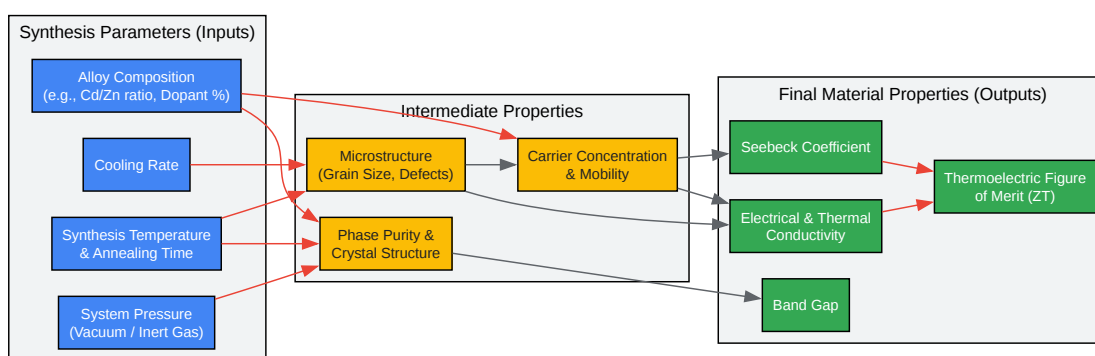 Synthesis Parameters (Inputs)
Alloy Composition
(e.g., Cd/Zn ratio, Dopant %)
Cooling Rate
Synthesis Temperature
& Annealing Time
System Pressure
(Vacuum / Inert Gas)
Intermediate Properties
Microstructure
(Grain Size, Defects)
Carrier Concentration
& Mobility
Phase Purity &
Crystal Structure
Final Material Properties (Outputs)
Seebeck Coefficient
Electrical & Thermal
Conductivity
Band Gap
Thermoelectric Figure
of Merit (ZT)